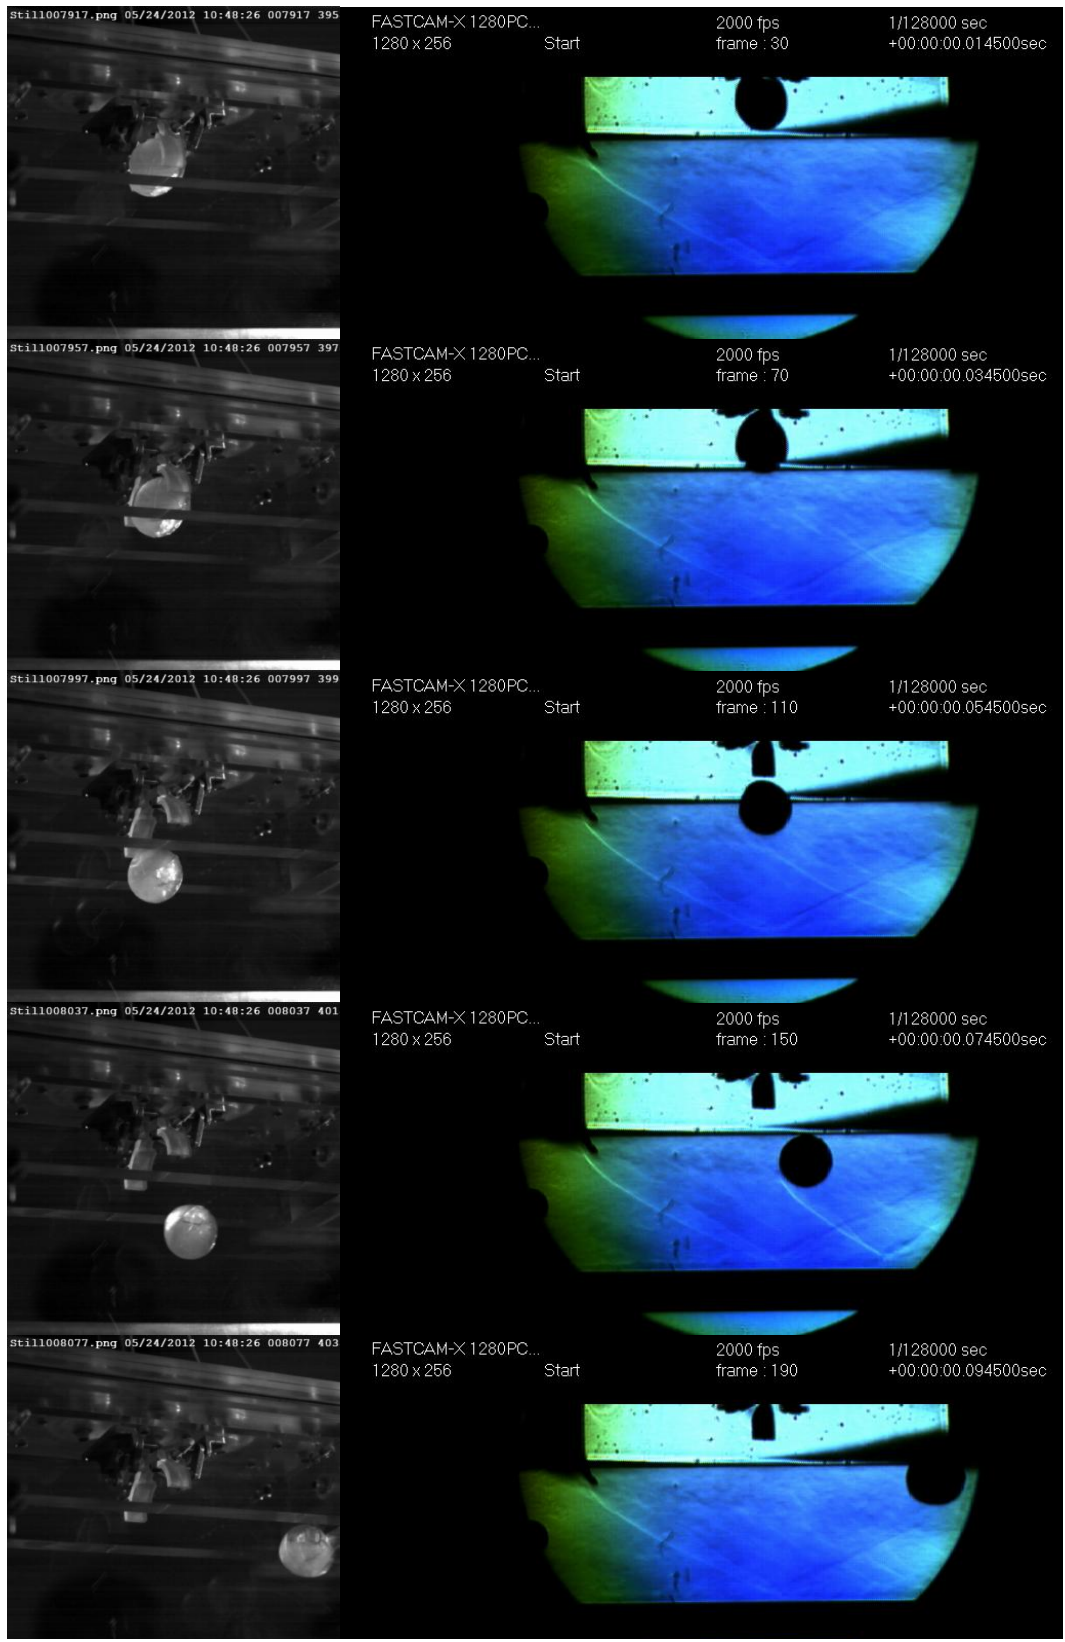 Still007917.png 05/24/2012 10:48:26 007917 395
FASTCAM-X 1280PC... 2000 fps 1/128000 sec
1280 x 256 Start frame : 30 +00:00:00.014500sec
Still007957.png 05/24/2012 10:48:26 007957 397
FASTCAM-X 1280PC... 2000 fps 1/128000 sec
1280 x 256 Start frame : 70 +00:00:00.034500sec
Still007997.png 05/24/2012 10:48:26 007997 399
FASTCAM-X 1280PC... 2000 fps 1/128000 sec
1280 x 256 Start frame : 110 +00:00:00.054500sec
Still008037.png 05/24/2012 10:48:26 008037 401
FASTCAM-X 1280PC... 2000 fps 1/128000 sec
1280 x 256 Start frame : 150 +00:00:00.074500sec
Still008077.png 05/24/2012 10:48:26 008077 403
FASTCAM-X 1280PC... 2000 fps 1/128000 sec
1280 x 256 Start frame : 190 +00:00:00.094500sec